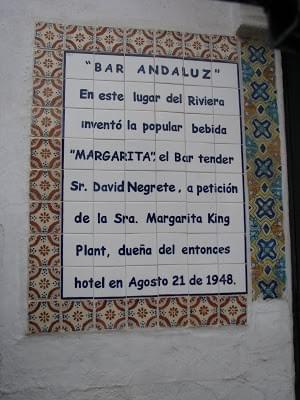 "BAR ANDALUZ"
En este lugar del Riviera
inventó la popular bebida
"MARGARITA", el Bar tender
Sr. David Negrete, a petición
de la Sra. Margarita King
Plant, dueña del entonces
hotel en Agosto 21 de 1948.